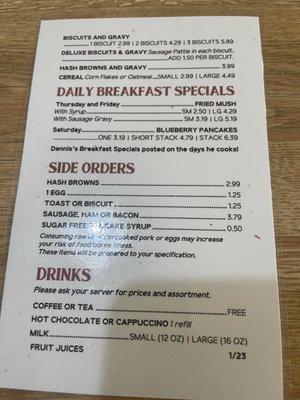 BISCUITS AND GRAVY
1 BISCUIT 2.99 | 2 BISCUITS 4.79 | 3 BISCUITS 5.89
DELUXE BISCUITS & GRAVY Sausage Pattie in each biscuit.
ADD 1.50 PER BISCUIT.
HASH BROWNS AND GRAVY 3.99
CEREAL Corn Flakes or Oatmeal SMALL 2.99 | LARGE 4.49
DAILY BREAKFAST SPECIALS
Thursday and Friday FRIED MUSH
With Syrup SM 2.50 | LG 4.29
With Sausage Gravy SM 3.19 | LG 5.19
Saturday BLUEBERRY PANCAKES
ONE 3.19 | SHORT STACK 4.79 | STACK 6.39
Dennis's Breakfast Specials posted on the days he cooks!
SIDE ORDERS
HASH BROWNS 2.99
1 EGG 1.25
TOAST OR BISCUIT 1.25
SAUSAGE, HAM OR BACON 3.79
SUGAR FREE PANCAKE SYRUP 0.50
Consuming raw or undercooked pork or eggs may increase
your risk of food borne illness.
These items will be prepared to your specification.
DRINKS
Please ask your server for prices and assortment.
COFFEE OR TEA FREE
HOT CHOCOLATE OR CAPPUCCINO 1 refill
MILK SMALL (12 OZ) | LARGE (16 OZ)
FRUIT JUICES
1/23